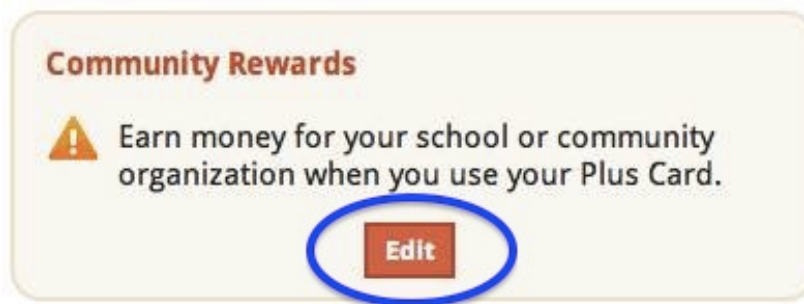 Community Rewards
Earn money for your school or community
organization when you use your Plus Card.
Edit